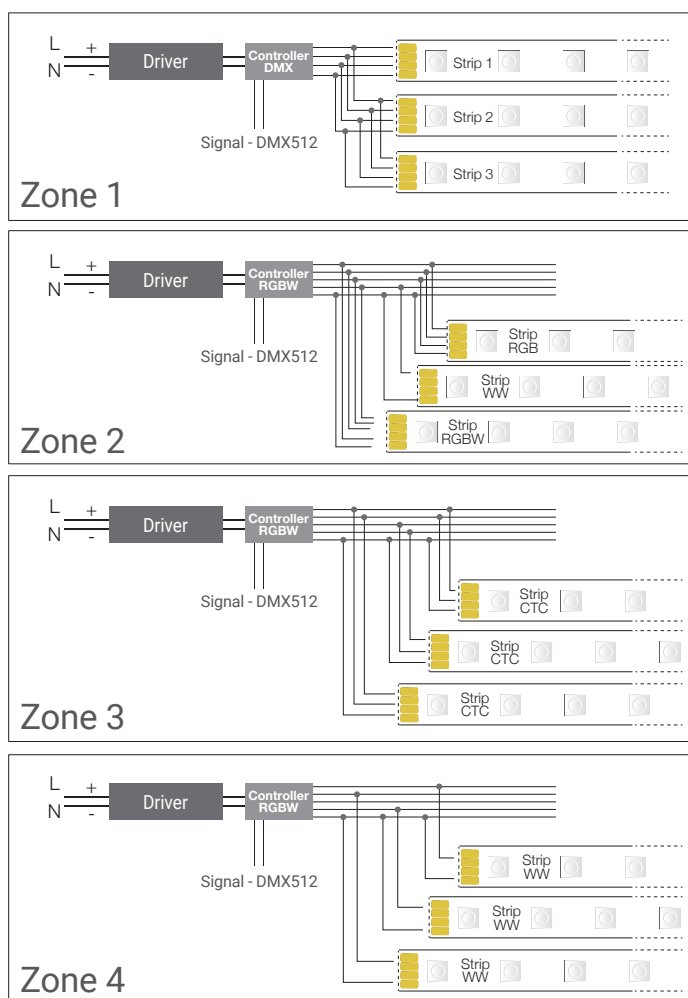 L
+
N
-
Driver
Controller
DMX
Signal - DMX512
Strip 1
Strip 2
Strip 3
Zone 1
L
+
N
-
Driver
Controller
RGBW
Signal - DMX512
Strip
RGB
Strip
WW
Strip
RGBW
Zone 2
L
+
N
-
Driver
Controller
RGBW
Signal - DMX512
Strip
CTC
Strip
CTC
Strip
CTC
Zone 3
L
+
N
-
Driver
Controller
RGBW
Signal - DMX512
Strip
WW
Strip
WW
Strip
WW
Zone 4